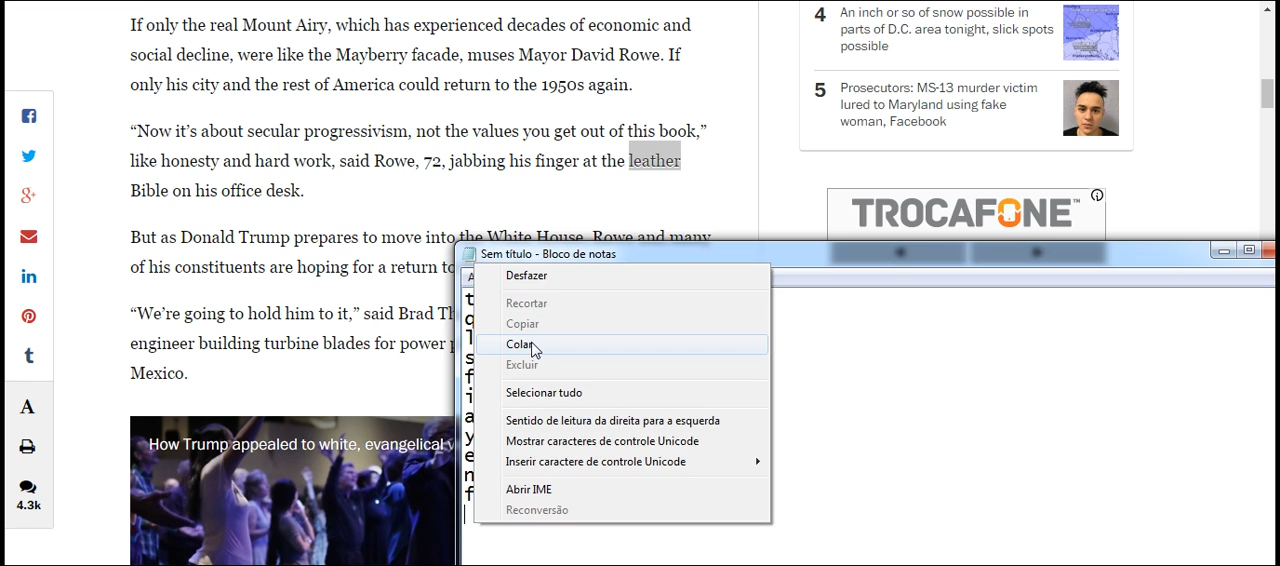 If only the real Mount Airy, which has experienced decades of economic and
social decline, were like the Mayberry facade, muses Mayor David Rowe. If
only his city and the rest of America could return to the 1950s again.
“Now it’s about secular progressivism, not the values you get out of this book,”
like honesty and hard work, said Rowe, 72, jabbing his finger at the leather
Bible on his office desk.
But as Donald Trump prepares to move into the White House, Rowe and many
of his constituents are hoping for a return to
“We’re going to hold him to it,” said Brad
engineer building turbine blades for power
Mexico.
How Trump appealed to white, evangelical
g+
in
t
A
4.3k
4 An inch or so of snow possible in
parts of D.C. area tonight, slick spots
possible
5 Prosecutors: MS-13 murder victim
lured to Maryland using fake
woman, Facebook
TROCAFONE™
Sem título - Bloco de notas
A
t
q
l
s
f
i
a
y
e
n
f
Desfazer
Recortar
Copiar
Colar
Excluir
Selecionar tudo
Sentido de leitura da direita para a esquerda
Mostrar caracteres de controle Unicode
Inserir caractere de controle Unicode
Abrir IME
Reconversão